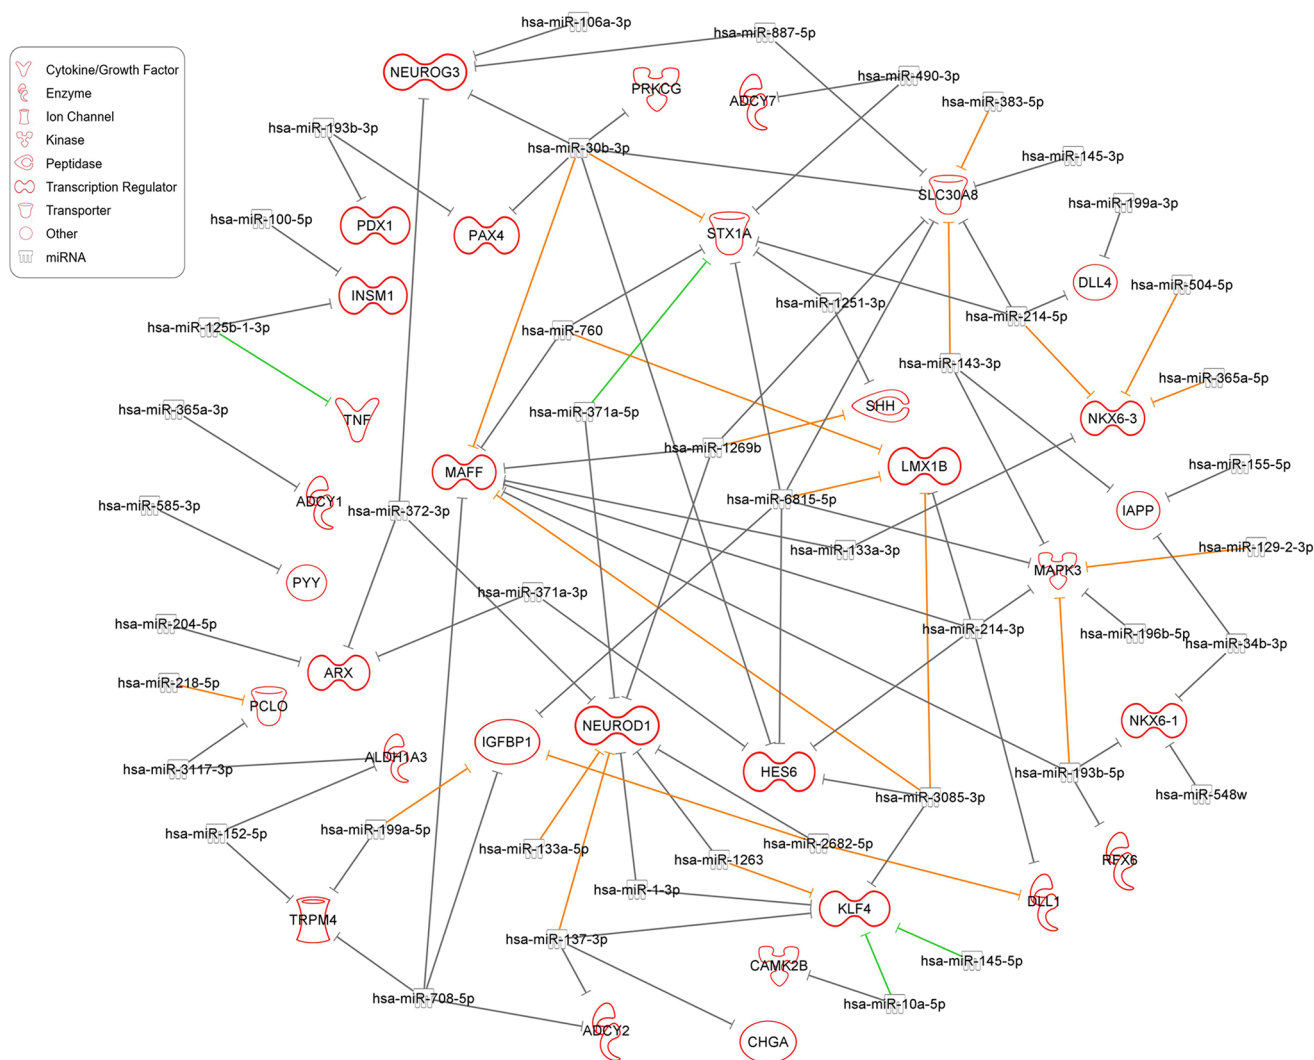 hsa-miR-106a-3p
hsa-miR-887-5p
NEUROG3
hsa-miR-490-3p
PRKCG
ADCY7
hsa-miR-383-5p
Cytokine/Growth Factor
Enzyme
Ion Channel
Kinase
Peptidase
Transcription Regulator
Transporter
Other
miRNA
hsa-miR-193b-3p
hsa-miR-30b-3p
hsa-miR-145-3p
SLC30A8
hsa-miR-199a-3p
hsa-miR-100-5p
PDX1
PAX4
STX1A
DLL4
hsa-miR-504-5p
INSM1
hsa-miR-1251-3p
hsa-miR-214-5p
hsa-miR-125b-1-3p
hsa-miR-760
hsa-miR-143-3p
hsa-miR-365a-5p
hsa-miR-365a-3p
TNF
hsa-miR-371a-5p
SHH
NKX6-3
hsa-miR-1269b
MAFF
LMX1B
hsa-miR-155-5p
ADCY1
hsa-miR-585-3p
hsa-miR-372-3p
hsa-miR-6815-5p
IAPP
hsa-miR-133a-3p
hsa-miR-129-2-3p
PYY
MAPK3
hsa-miR-371a-3p
hsa-miR-204-5p
hsa-miR-214-3p
hsa-miR-196b-5p
hsa-miR-34b-3p
ARX
hsa-miR-218-5p
PCLO
NEUROD1
NKX6-1
IGFBP1
ALDH1A3
hsa-miR-3117-3p
HES6
hsa-miR-193b-5p
hsa-miR-3085-3p
hsa-miR-548w
hsa-miR-152-5p
hsa-miR-199a-5p
hsa-miR-133a-5p
hsa-miR-1263
hsa-miR-2682-5p
RFX6
hsa-miR-1-3p
KLF4
DLL1
TRPM4
hsa-miR-137-3p
CAMK2B
hsa-miR-145-5p
hsa-miR-708-5p
hsa-miR-10a-5p
ADCY2
CHGA